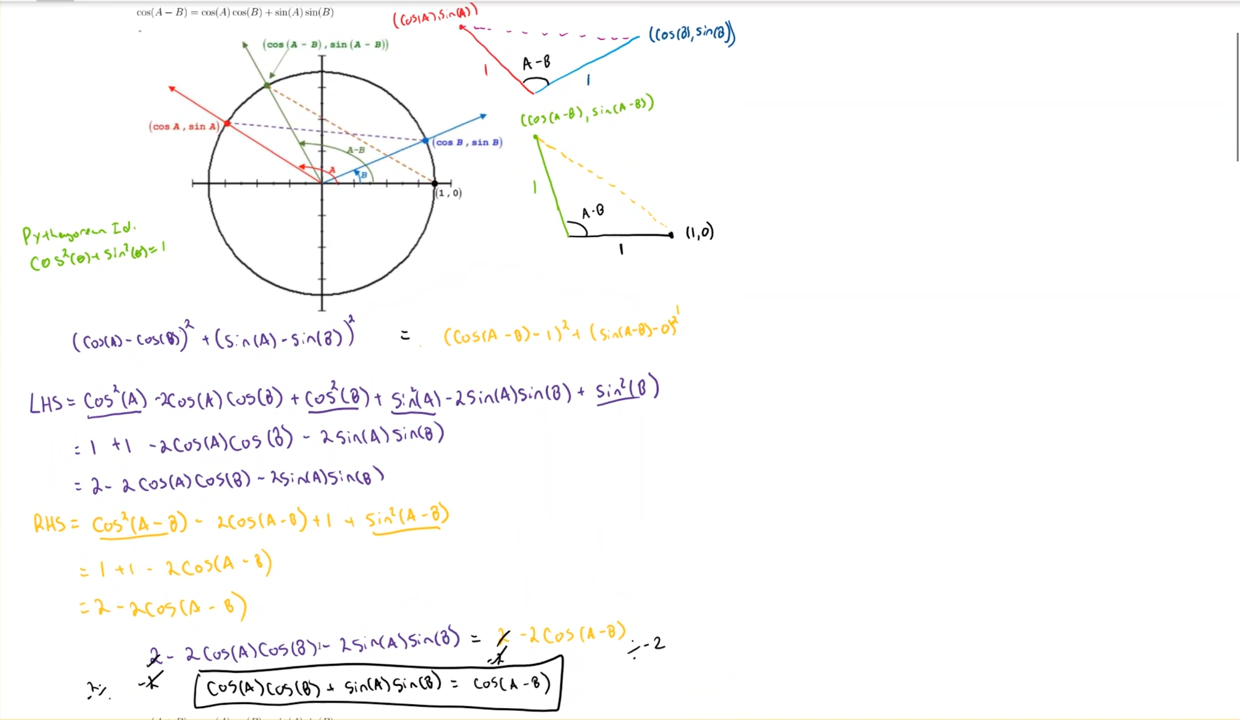 cos(A − B) = cos(A) cos(B) + sin(A) sin(B)
(cos(A), sin(A))
(cos(B), sin(B))
A-B
1
1
(cos (A - B) , sin (A - B))
(cos A , sin A)
(cos B , sin B)
A-B
A
B
(1, 0)
(cos(A-B), sin(A-B))
1
A-B
1
(1,0)
Pythagorean Id.
cos²(θ)+sin²(θ)=1
(cos(A)-cos(B))² + (sin(A)-sin(B))² = (cos(A-B)-1)² + (sin(A-B)-0)²
LHS = cos²(A) -2cos(A)cos(B) + cos²(B) + sin²(A) -2sin(A)sin(B) + sin²(B)
= 1 +1 -2cos(A)cos(B) - 2sin(A)sin(B)
= 2 - 2cos(A)cos(B) - 2sin(A)sin(B)
RHS = cos²(A-B) - 2cos(A-B) +1 + sin²(A-B)
= 1 +1 - 2cos(A-B)
= 2 -2cos(A-B)
2 - 2cos(A)cos(B) - 2sin(A)sin(B) = 2 -2cos(A-B)
-2 -2 ÷-2
cos(A)cos(B) + sin(A)sin(B) = cos(A-B)